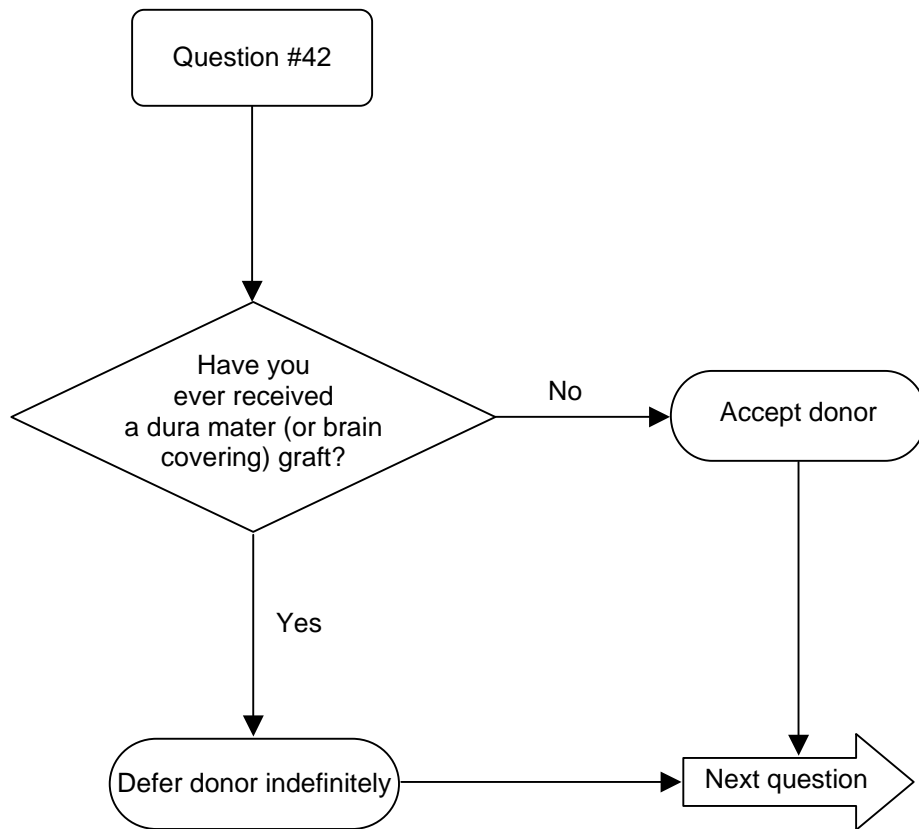 Question #42
Have you
ever received
a dura mater (or brain
covering) graft?
No
Accept donor
Yes
Defer donor indefinitely
Next question